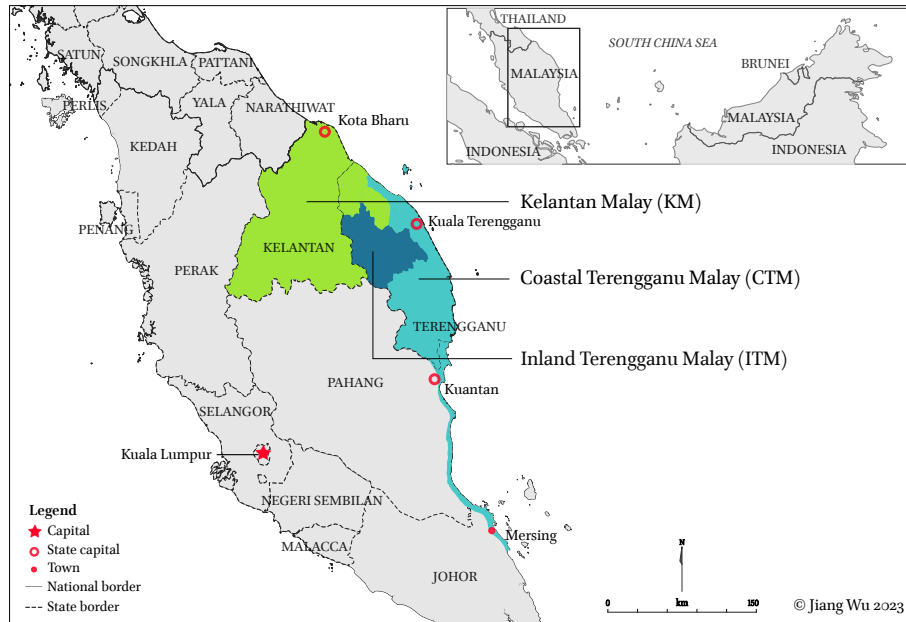 THAILAND
SOUTH CHINA SEA
BRUNEI
MALAYSIA
MALAYSIA
INDONESIA
INDONESIA
SATUN
SONGKHLA
PATTANI
PERLIS
YALA
NARATHIWAT
Kota Bharu
KEDAH
PENANG
Kelantan Malay (KM)
Kuala Terengganu
KELANTAN
PERAK
Coastal Terengganu Malay (CTM)
TERENGGANU
Inland Terengganu Malay (ITM)
PAHANG
Kuantan
SELANGOR
Kuala Lumpur
NEGERI SEMBILAN
MALACCA
Mersing
JOHOR
Legend
Capital
State capital
Town
National border
State border
N
0 km 150
© Jiang Wu 2023